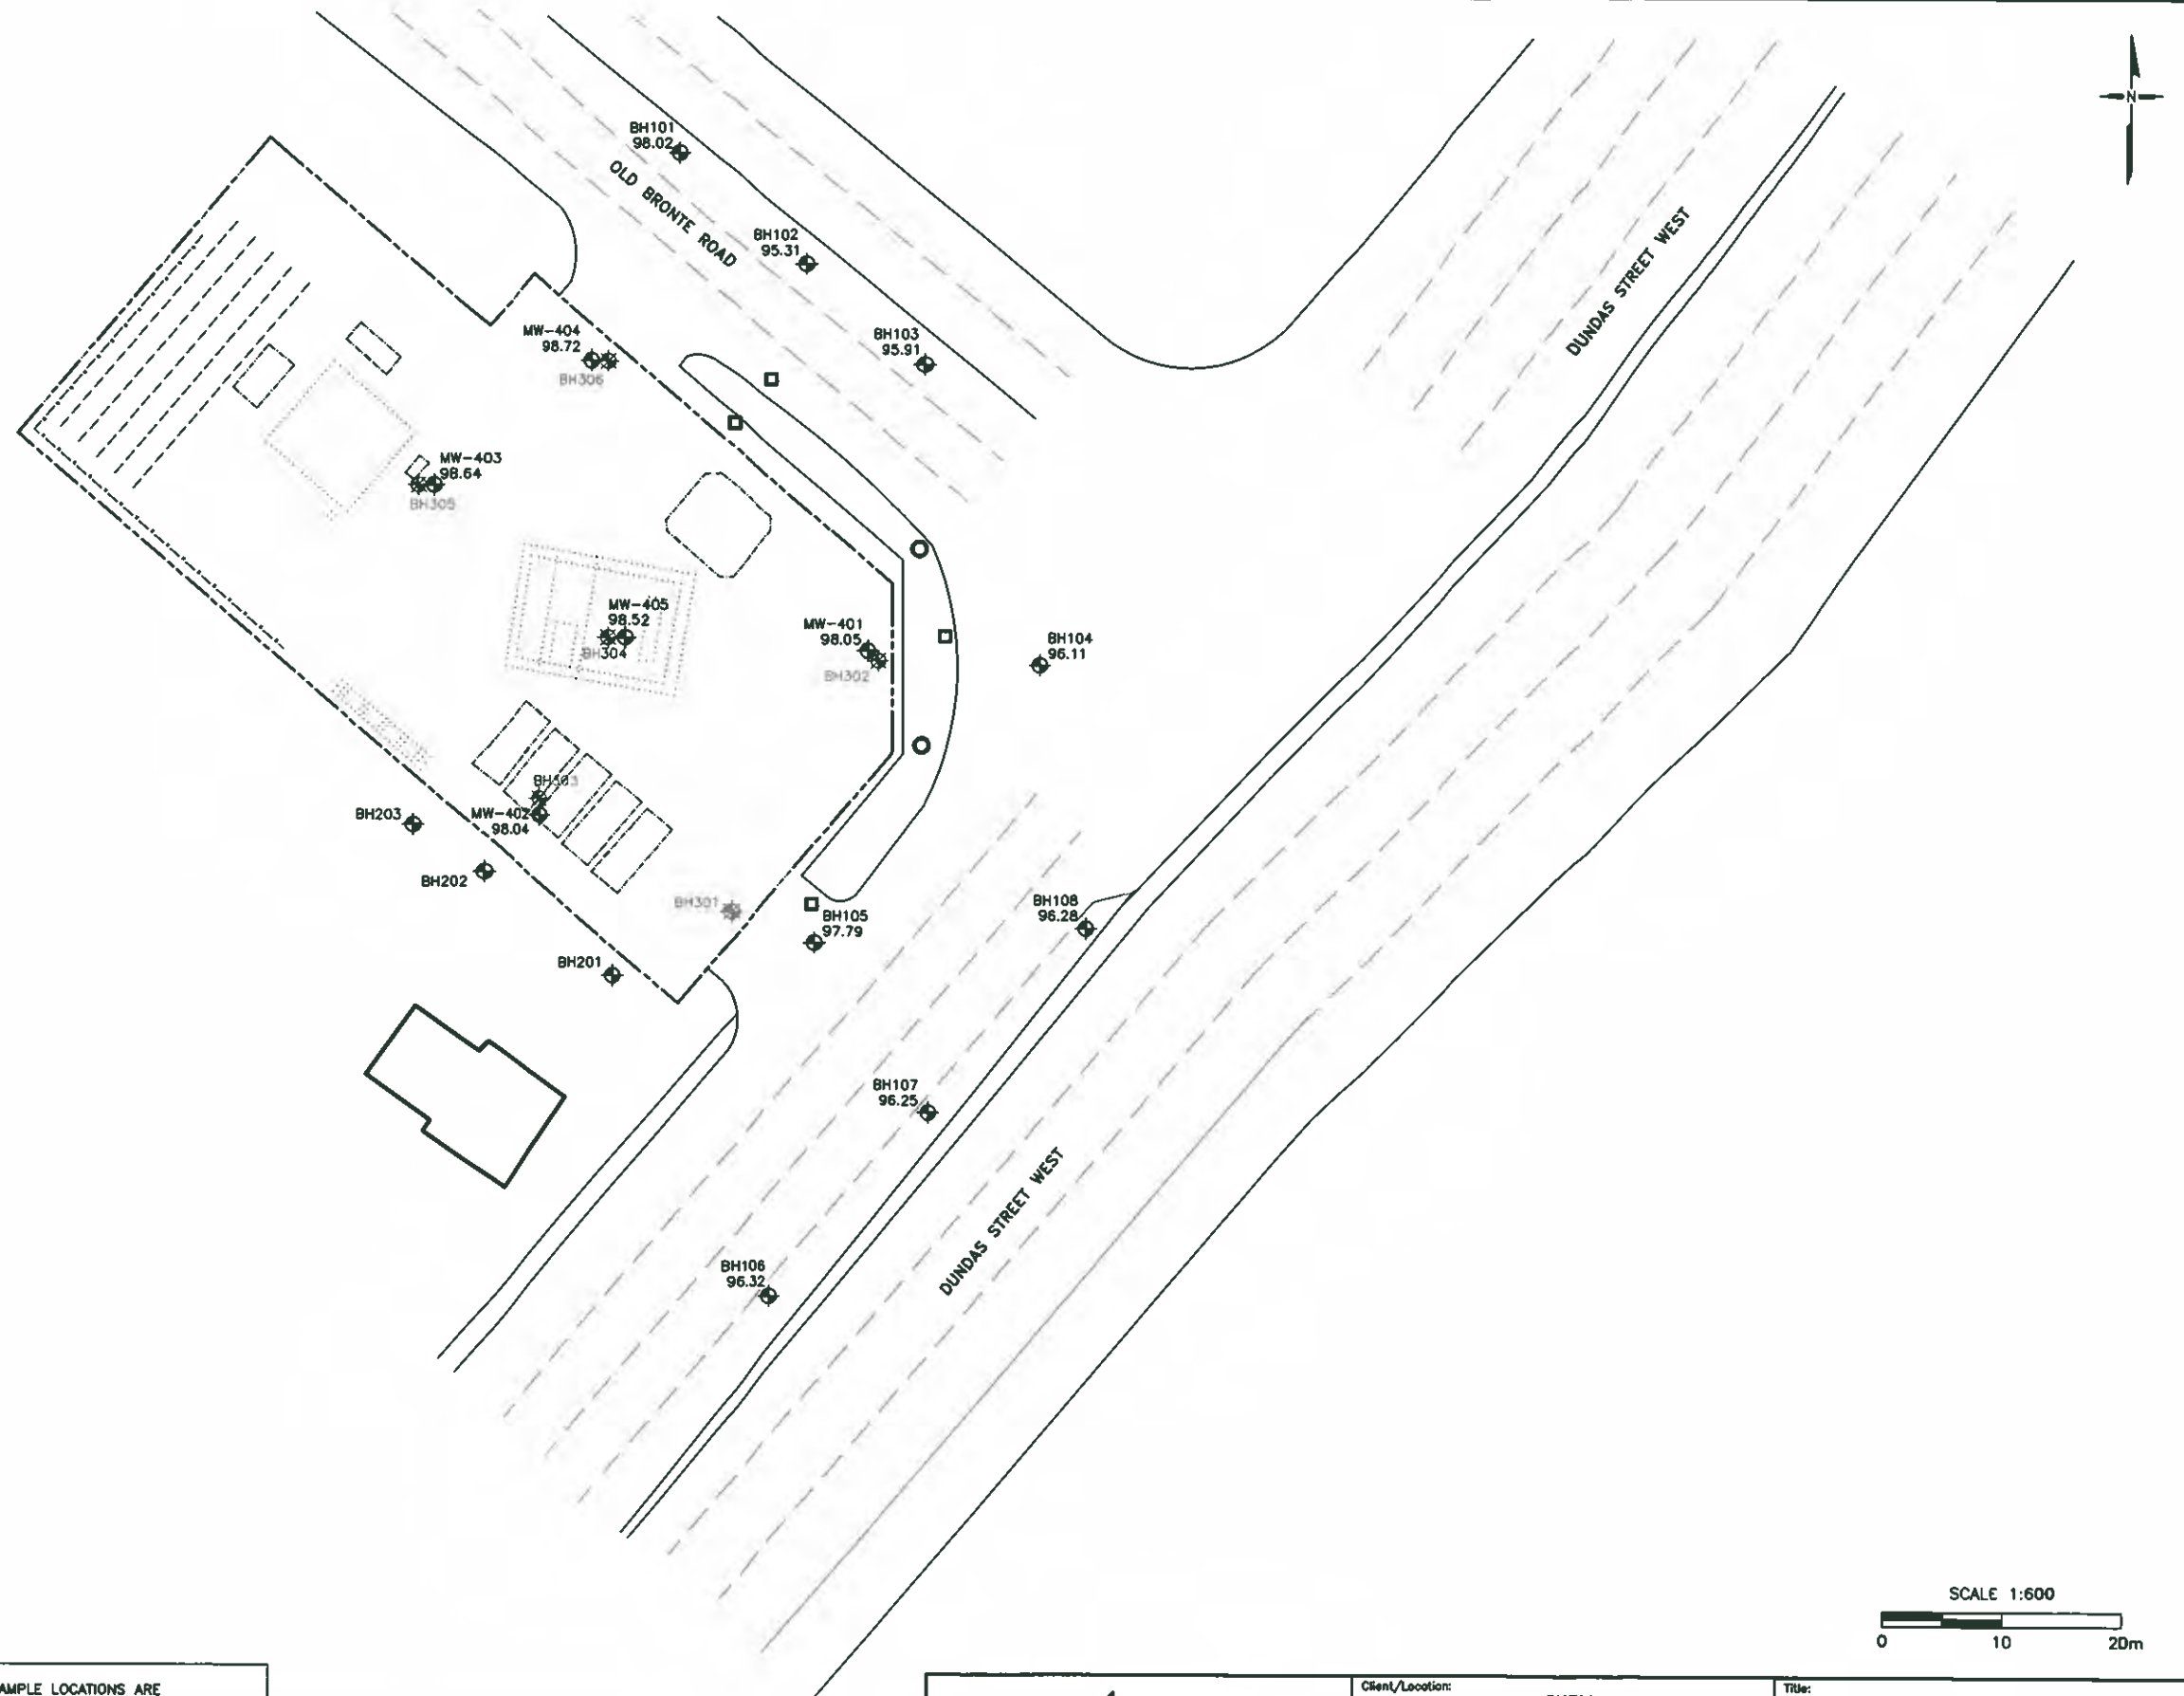 N
BH101
98.02
OLD BRONTE ROAD
BH102
95.31
DUNDAS STREET WEST
MW-404
98.72
BH306
BH103
95.91
MW-403
98.64
BH305
MW-405
98.52
BH304
MW-401
98.05
BH302
BH104
96.11
BH303
MW-402
98.04
BH203
BH202
BH301
BH105
97.79
BH108
96.28
BH201
BH107
96.25
DUNDAS STREET WEST
BH106
96.32
SCALE 1:600
0 10 20m
AMPLE LOCATIONS ARE
Client/Location:
Title: